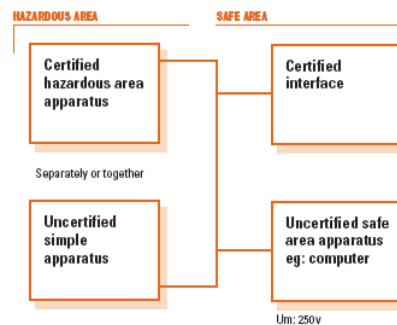 HAZARDOUS AREA
SAFE AREA
Certified
hazardous area
apparatus
Certified
interface
Separately or together
Uncertified
simple
apparatus
Uncertified safe
area apparatus
eg: computer
Um: 250v